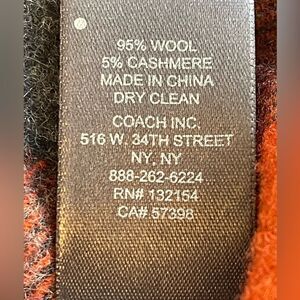 95% WOOL
5% CASHMERE
MADE IN CHINA
DRY CLEAN
COACH INC.
516 W. 34TH STREET
NY, NY
888-262-6224
RN# 132154
CA# 57398